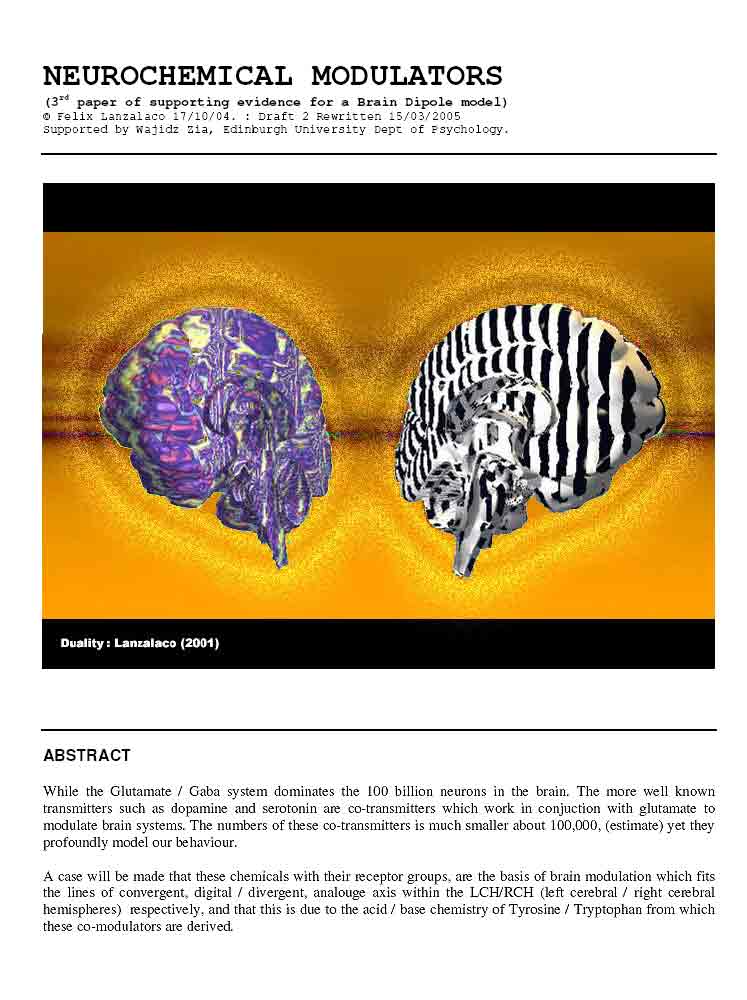 NEUROCHEMICAL MODULATORS
(3rd paper of supporting evidence for a Brain Dipole model)
© Felix Lanzalaco 17/10/04. : Draft 2 Rewritten 15/03/2005
Supported by Wajidz Zia, Edinburgh University Dept of Psychology.
Duality : Lanzalaco (2001)
ABSTRACT
While the Glutamate / Gaba system dominates the 100 billion neurons in the brain. The more well known
transmitters such as dopamine and serotonin are co-transmitters which work in conjuction with glutamate to
modulate brain systems. The numbers of these co-transmitters is much smaller about 100,000, (estimate) yet they
profoundly model our behaviour.
A case will be made that these chemicals with their receptor groups, are the basis of brain modulation which fits
the lines of convergent, digital / divergent, analouge axis within the LCH/RCH (left cerebral / right cerebral
hemispheres) respectively, and that this is due to the acid / base chemistry of Tyrosine / Tryptophan from which
these co-modulators are derived.